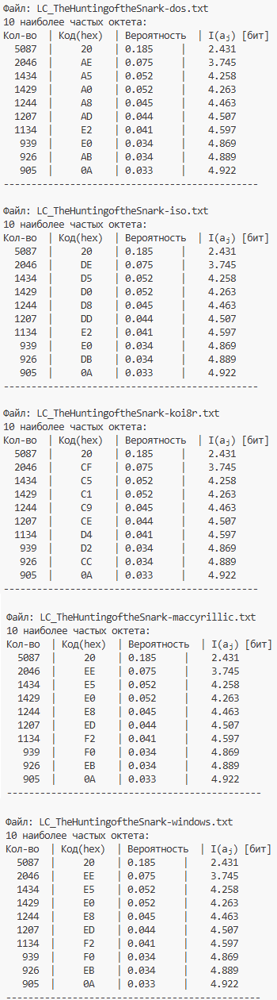 Файл: LC_TheHuntingoftheSnark-dos.txt
10 наиболее частых октета:
Кол-во | Код(hex) | Вероятность | I(aⱼ) [бит]
5087 | 20 | 0.185 | 2.431
2046 | AE | 0.075 | 3.745
1434 | A5 | 0.052 | 4.258
1429 | A0 | 0.052 | 4.263
1244 | A8 | 0.045 | 4.463
1207 | AD | 0.044 | 4.507
1134 | E2 | 0.041 | 4.597
939 | E0 | 0.034 | 4.869
926 | AB | 0.034 | 4.889
905 | 0A | 0.033 | 4.922
------------------------------------------
Файл: LC_TheHuntingoftheSnark-iso.txt
10 наиболее частых октета:
Кол-во | Код(hex) | Вероятность | I(aⱼ) [бит]
5087 | 20 | 0.185 | 2.431
2046 | DE | 0.075 | 3.745
1434 | D5 | 0.052 | 4.258
1429 | D0 | 0.052 | 4.263
1244 | D8 | 0.045 | 4.463
1207 | DD | 0.044 | 4.507
1134 | E2 | 0.041 | 4.597
939 | E0 | 0.034 | 4.869
926 | DB | 0.034 | 4.889
905 | 0A | 0.033 | 4.922
------------------------------------------
Файл: LC_TheHuntingoftheSnark-koi8r.txt
10 наиболее частых октета:
Кол-во | Код(hex) | Вероятность | I(aⱼ) [бит]
5087 | 20 | 0.185 | 2.431
2046 | CF | 0.075 | 3.745
1434 | C5 | 0.052 | 4.258
1429 | C1 | 0.052 | 4.263
1244 | C9 | 0.045 | 4.463
1207 | CE | 0.044 | 4.507
1134 | D4 | 0.041 | 4.597
939 | D2 | 0.034 | 4.869
926 | CC | 0.034 | 4.889
905 | 0A | 0.033 | 4.922
------------------------------------------
Файл: LC_TheHuntingoftheSnark-maccyrillic.txt
10 наиболее частых октета:
Кол-во | Код(hex) | Вероятность | I(aⱼ) [бит]
5087 | 20 | 0.185 | 2.431
2046 | EE | 0.075 | 3.745
1434 | E5 | 0.052 | 4.258
1429 | E0 | 0.052 | 4.263
1244 | E8 | 0.045 | 4.463
1207 | ED | 0.044 | 4.507
1134 | F2 | 0.041 | 4.597
939 | F0 | 0.034 | 4.869
926 | EB | 0.034 | 4.889
905 | 0A | 0.033 | 4.922
------------------------------------------
Файл: LC_TheHuntingoftheSnark-windows.txt
10 наиболее частых октета:
Кол-во | Код(hex) | Вероятность | I(aⱼ) [бит]
5087 | 20 | 0.185 | 2.431
2046 | EE | 0.075 | 3.745
1434 | E5 | 0.052 | 4.258
1429 | E0 | 0.052 | 4.263
1244 | E8 | 0.045 | 4.463
1207 | ED | 0.044 | 4.507
1134 | F2 | 0.041 | 4.597
939 | F0 | 0.034 | 4.869
926 | EB | 0.034 | 4.889
905 | 0A | 0.033 | 4.922
------------------------------------------